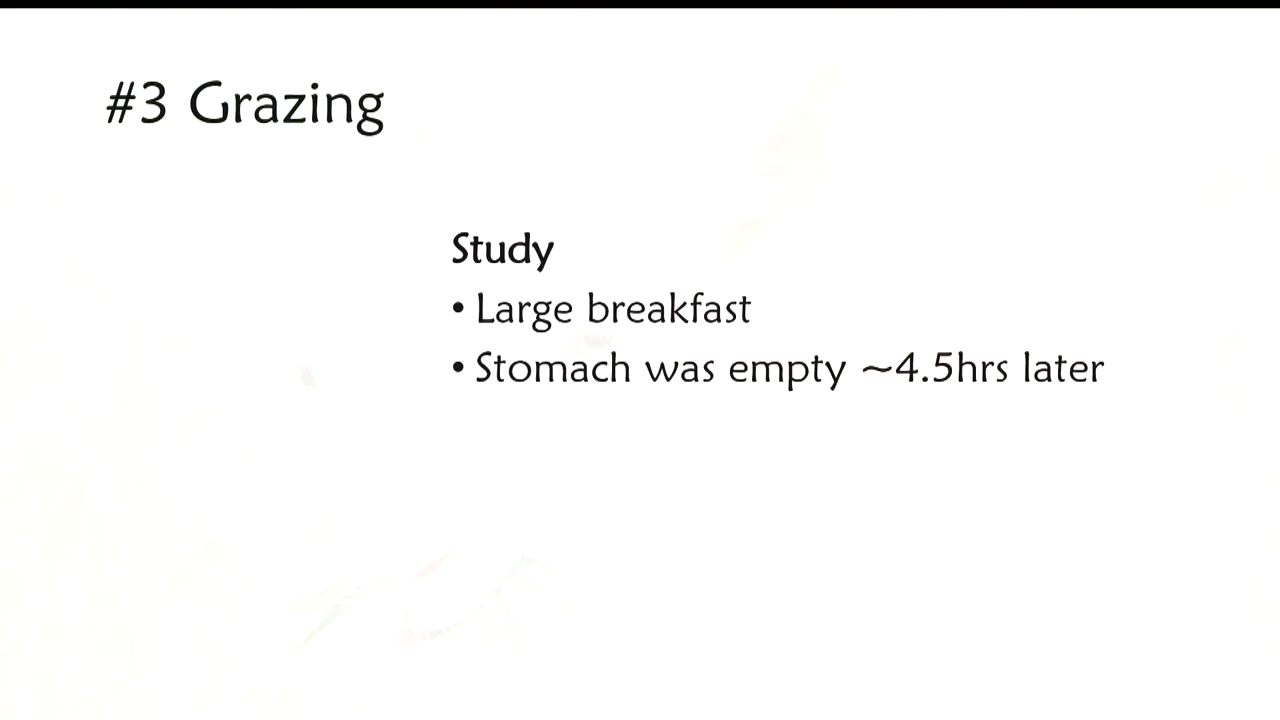 #3 Grazing
Study
• Large breakfast
• Stomach was empty ~4.5hrs later